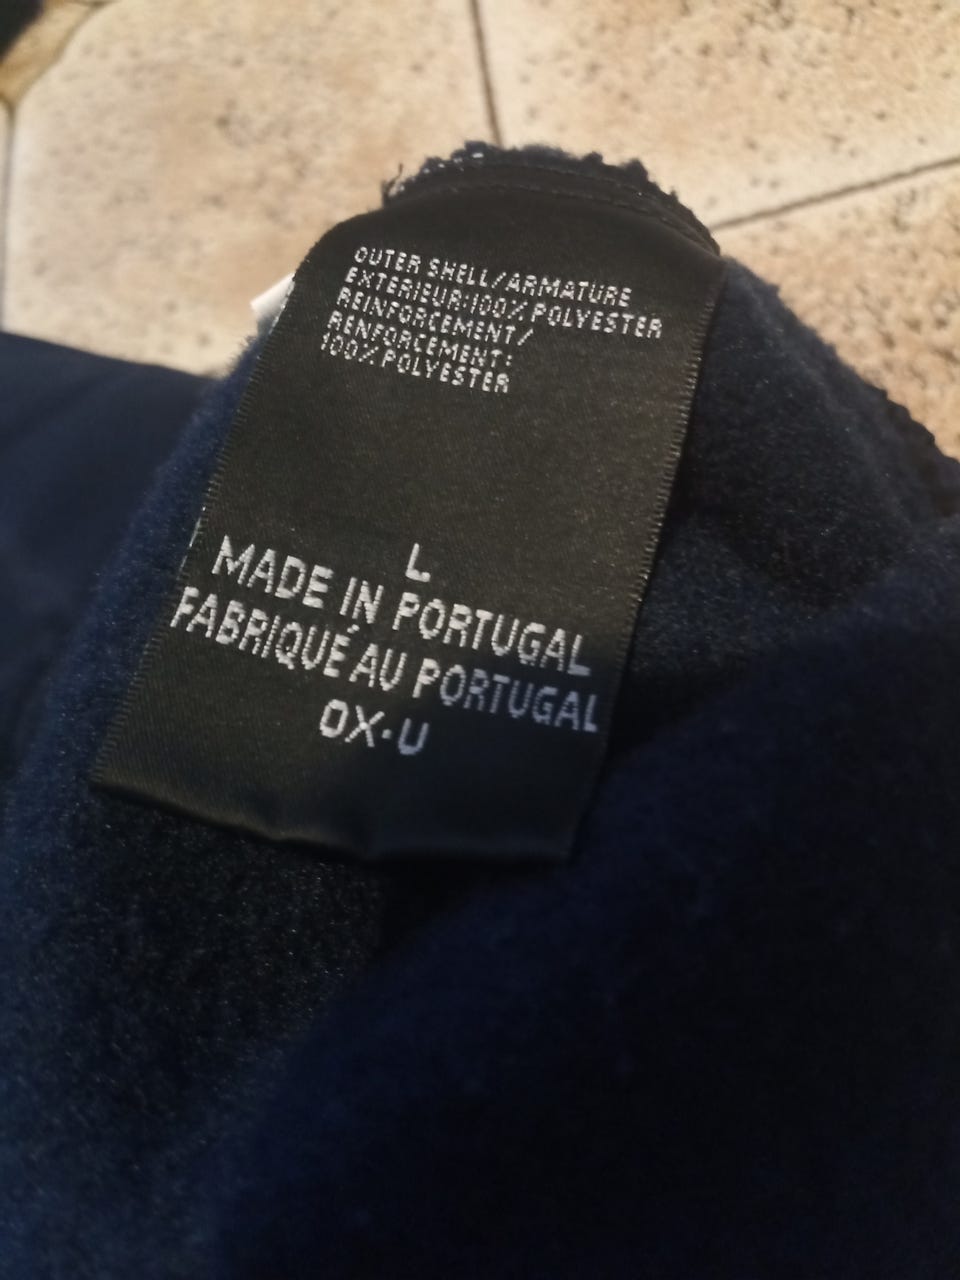 OUTER SHELL/ARMATURE
EXTERIEUR:100% POLYESTER
REINFORCEMENT/
RENFORCEMENT:
100% POLYESTER
L
MADE IN PORTUGAL
FABRIQUÉ AU PORTUGAL
OX·U